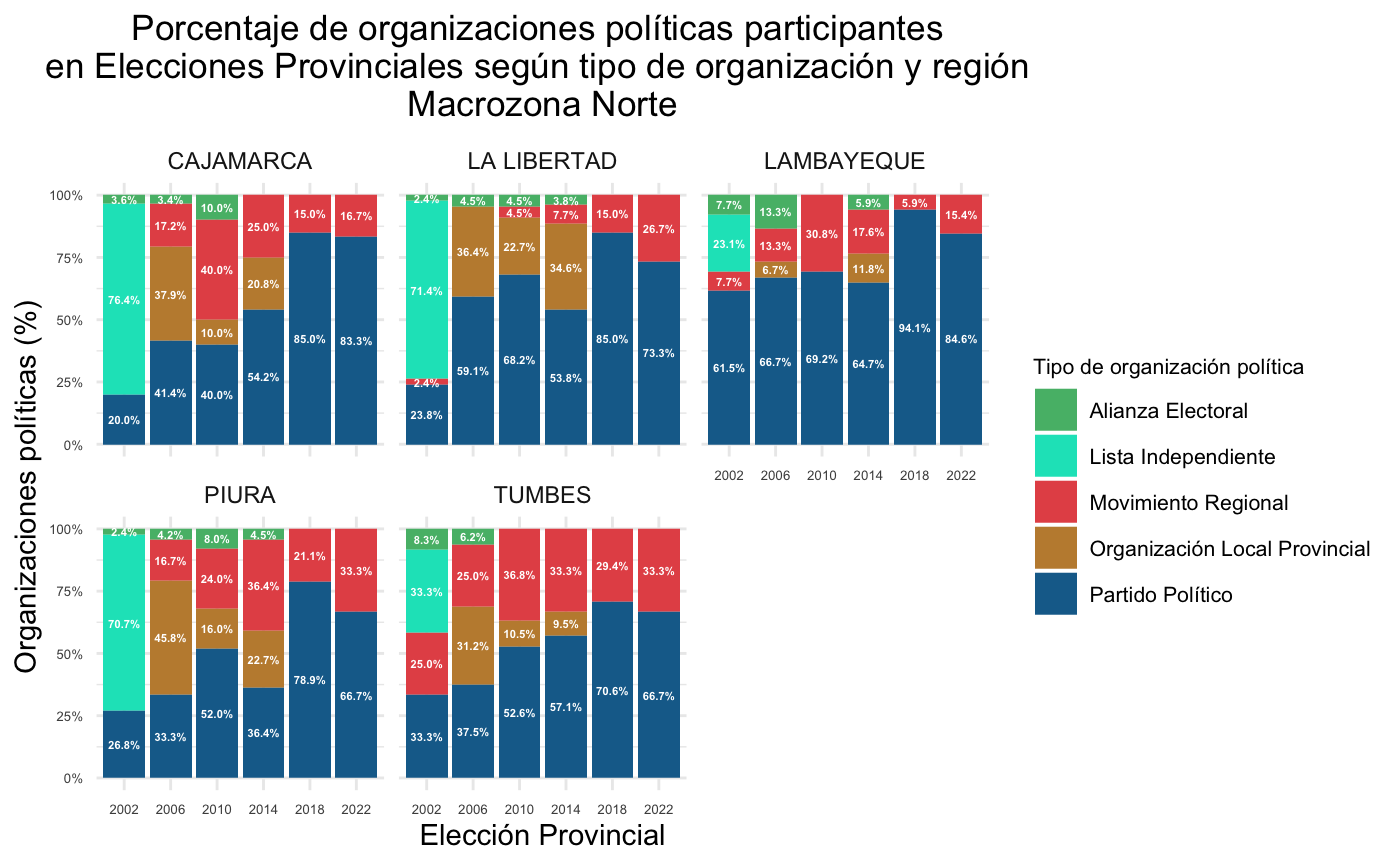 Porcentaje de organizaciones políticas participantes
en Elecciones Provinciales según tipo de organización y región
Macrozona Norte
CAJAMARCA
LA LIBERTAD
LAMBAYEQUE
100%
75%
50%
25%
0%
3.6% 3.4% 10.0% 25.0% 15.0% 16.7%
76.4% 17.2% 40.0% 20.8% 85.0% 83.3%
20.0% 37.9% 10.0% 54.2%
41.4% 40.0%
2.4% 4.5% 4.5% 3.8% 15.0% 26.7%
71.4% 36.4% 4.5% 7.7% 85.0% 73.3%
2.4% 59.1% 22.7% 34.6%
23.8% 68.2% 53.8%
7.7% 13.3% 30.8% 5.9% 5.9% 15.4%
23.1% 13.3% 69.2% 17.6% 94.1% 84.6%
7.7% 6.7% 11.8%
61.5% 66.7% 64.7%
2002 2006 2010 2014 2018 2022
PIURA
TUMBES
100%
75%
50%
25%
0%
2.4% 4.2% 8.0% 4.5% 21.1% 33.3%
70.7% 16.7% 24.0% 36.4% 78.9% 66.7%
26.8% 45.8% 16.0% 22.7%
33.3% 52.0% 36.4%
8.3% 6.2% 36.8% 33.3% 29.4% 33.3%
33.3% 25.0% 10.5% 9.5% 70.6% 66.7%
25.0% 31.2% 52.6% 57.1%
33.3% 37.5%
2002 2006 2010 2014 2018 2022
2002 2006 2010 2014 2018 2022
Elección Provincial
Organizaciones políticas (%)
Tipo de organización política
Alianza Electoral
Lista Independiente
Movimiento Regional
Organización Local Provincial
Partido Político